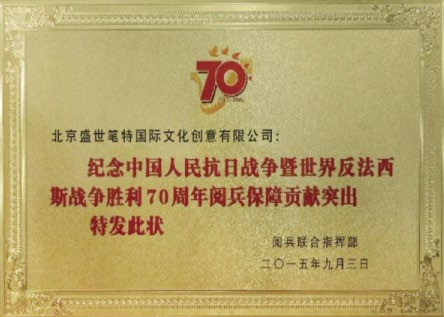 70
北京盛世笔特国际文化创意有限公司：
纪念中国人民抗日战争暨世界反法西
斯战争胜利70周年阅兵保障贡献突出
特发此状
阅兵联合指挥部
二〇一五年九月三日